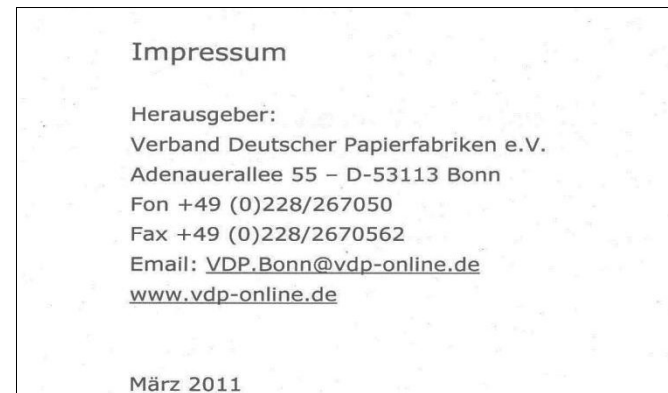 Impressum
Herausgeber:
Verband Deutscher Papierfabriken e.V.
Adenauerallee 55 – D-53113 Bonn
Fon +49 (0)228/267050
Fax +49 (0)228/2670562
Email: VDP.Bonn@vdp-online.de
www.vdp-online.de
März 2011